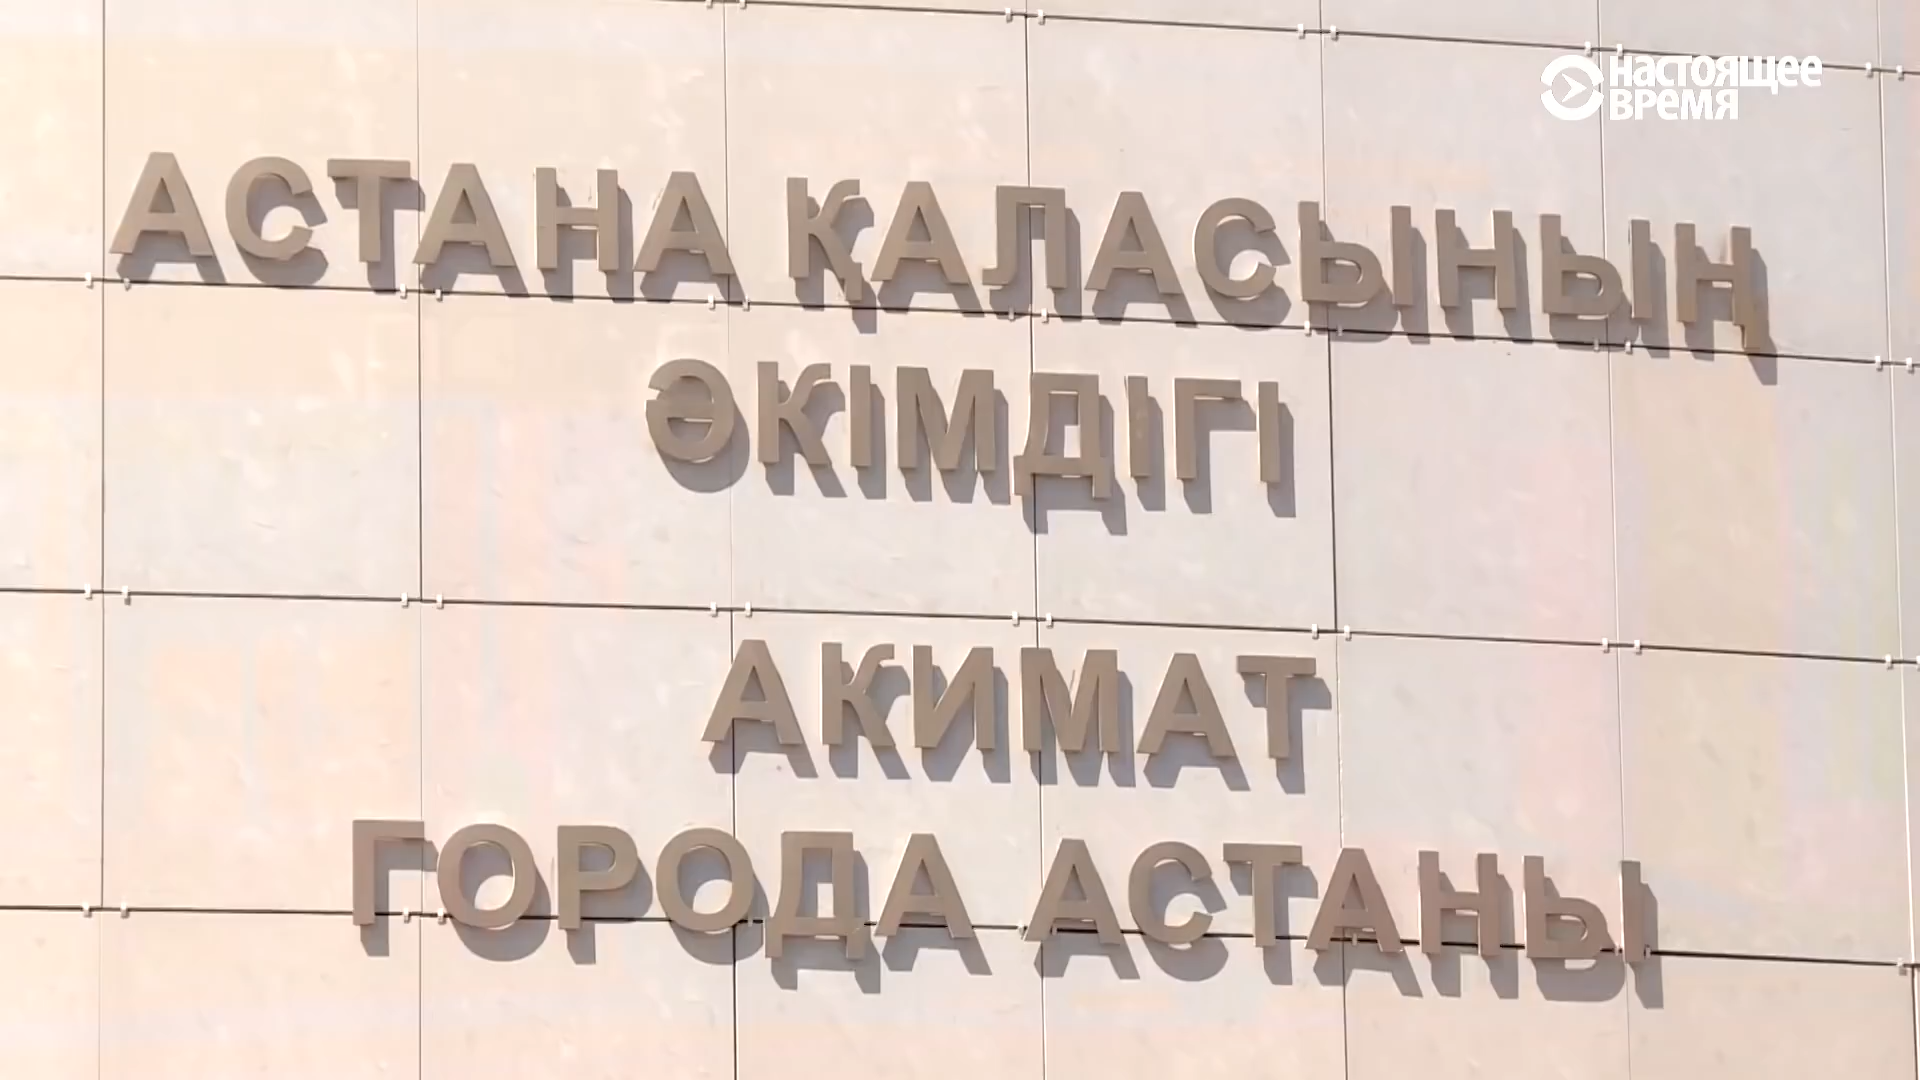 НАСТОЯЩЕЕ
ВРЕМЯ
АСТАНА ҚАЛАСЫНЫҢ
ӘКІМДІГІ
АКИМАТ
ГОРОДА АСТАНЫ